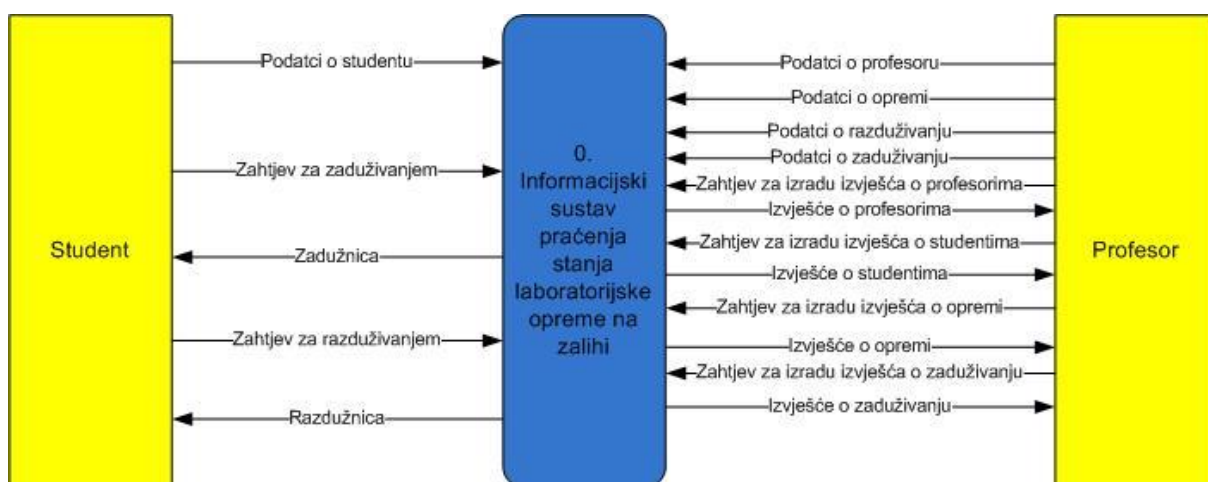 Student
Podatci o studentu
Zahtjev za zaduživanjem
Zadužnica
Zahtjev za razduživanjem
Razdužnica
0.
Informacijski
sustav
praćenja
stanja
laboratorijske
opreme na
zalihi
Podatci o profesoru
Podatci o opremi
Podatci o razduživanju
Podatci o zaduživanju
Zahtjev za izradu izvješća o profesorima
Izvješće o profesorima
Zahtjev za izradu izvješća o studentima
Izvješće o studentima
Zahtjev za izradu izvješća o opremi
Izvješće o opremi
Zahtjev za izradu izvješća o zaduživanju
Izvješće o zaduživanju
Profesor